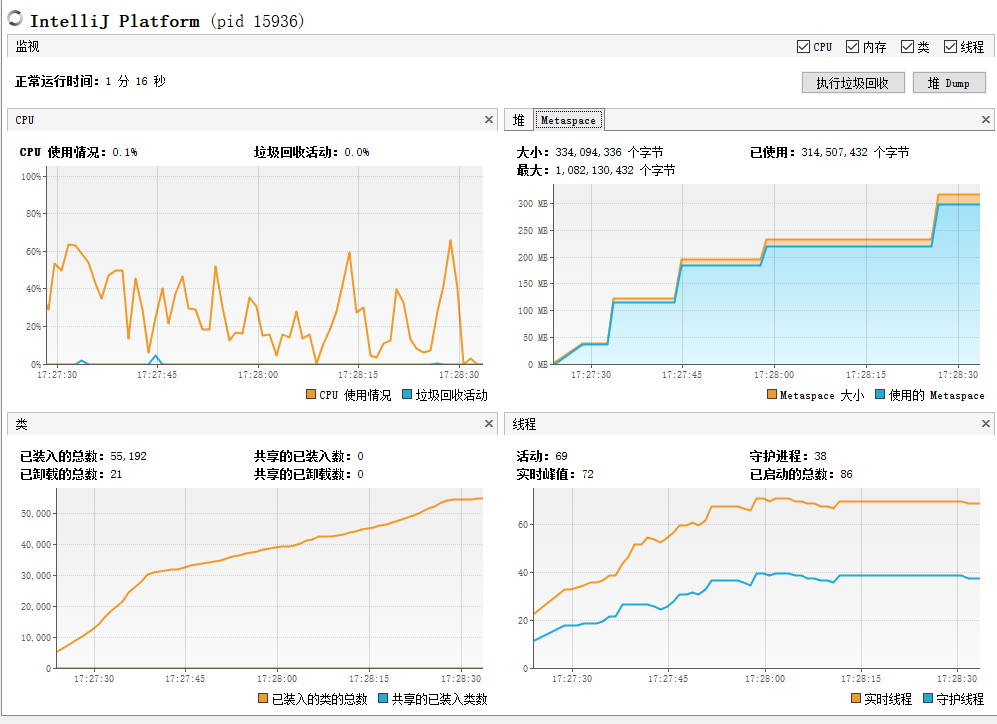 IntelliJ Platform (pid 15936)
监视
CPU 内存 类 线程
正常运行时间: 1 分 16 秒
执行垃圾回收 堆 Dump
CPU
CPU 使用情况: 0.1% 垃圾回收活动: 0.0%
100%
80%
60%
40%
20%
0%
17:27:30 17:27:45 17:28:00 17:28:15 17:28:30
CPU 使用情况 垃圾回收活动
堆 Metaspace
大小: 334,094,336 个字节 已使用: 314,507,432 个字节
最大: 1,082,130,432 个字节
300 MB
250 MB
200 MB
150 MB
100 MB
50 MB
0 MB
17:27:30 17:27:45 17:28:00 17:28:15 17:28:30
Metaspace 大小 使用的 Metaspace
类
已装入的总数: 55,192 共享的已装入数: 0
已卸载的总数: 21 共享的已卸载数: 0
50,000
40,000
30,000
20,000
10,000
0
17:27:30 17:27:45 17:28:00 17:28:15 17:28:30
已装入的类的总数 共享的已装入类数
线程
活动: 69 守护进程: 38
实时峰值: 72 已启动的总数: 86
60
40
20
0
17:27:30 17:27:45 17:28:00 17:28:15 17:28:30
实时线程 守护线程